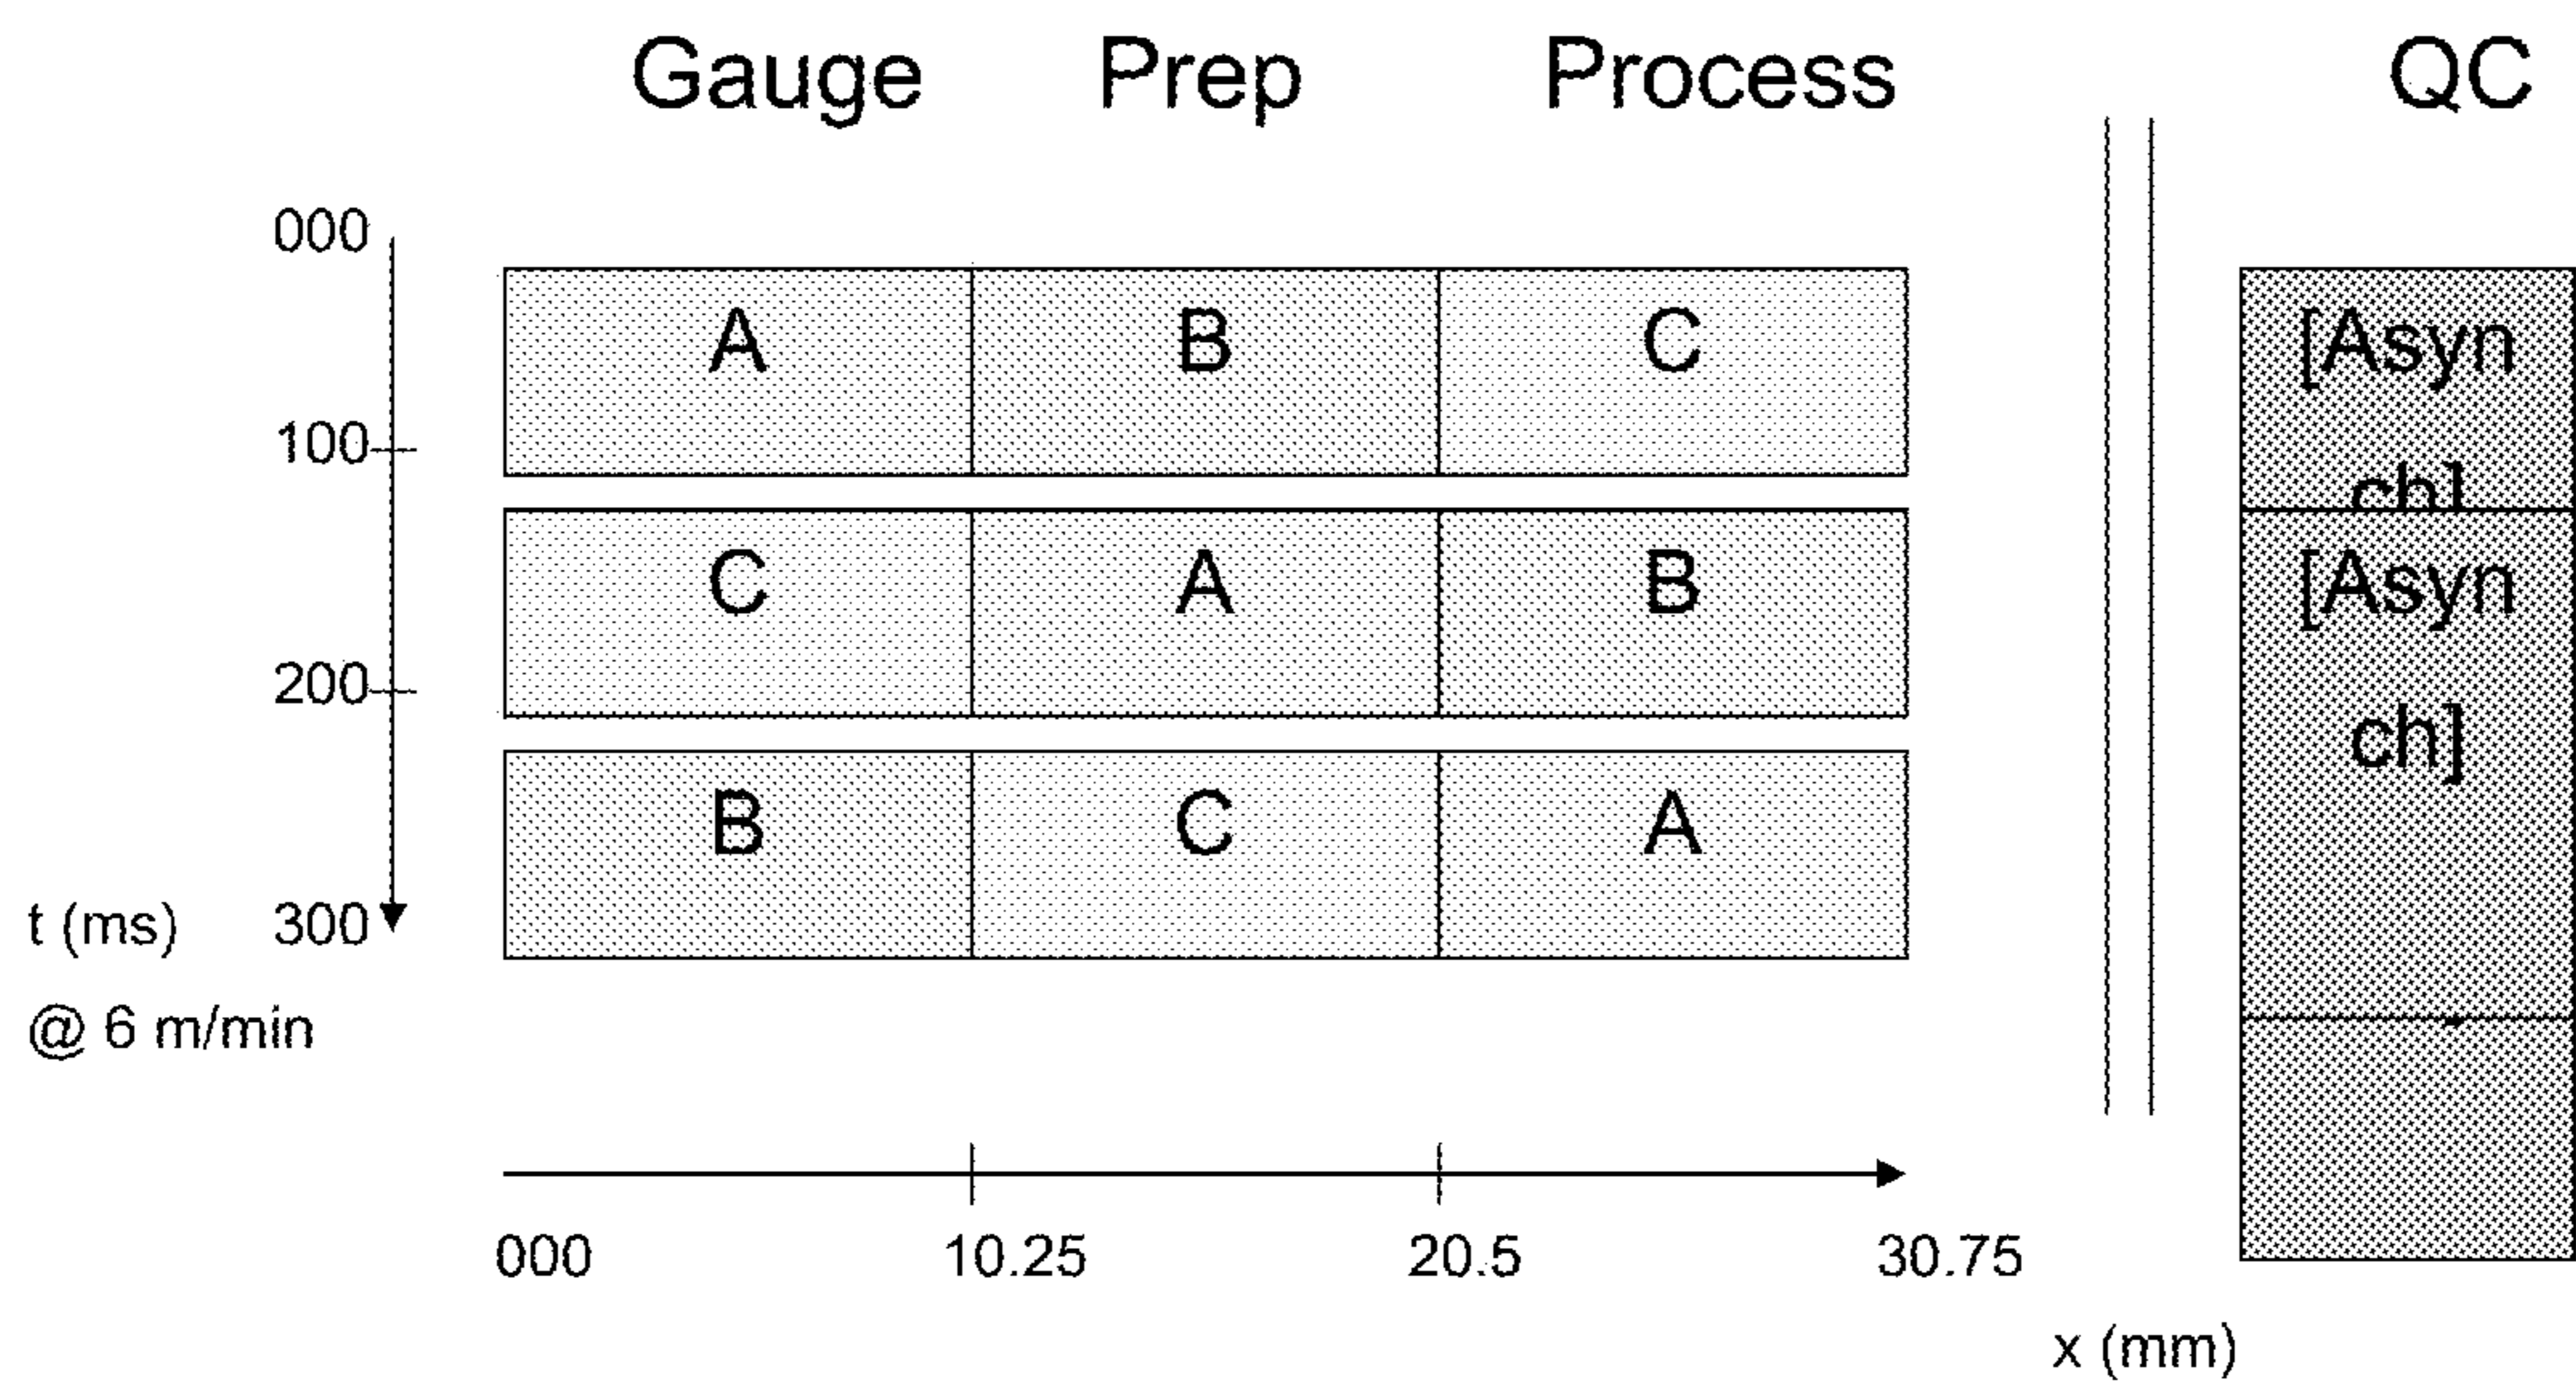 Gauge Prep Process QC
000
A B C [Asyn
100
ch]
C A B [Asyn
200
ch]
B C A
t (ms) 300
@ 6 m/min
000 10.25 20.5 30.75
x (mm)